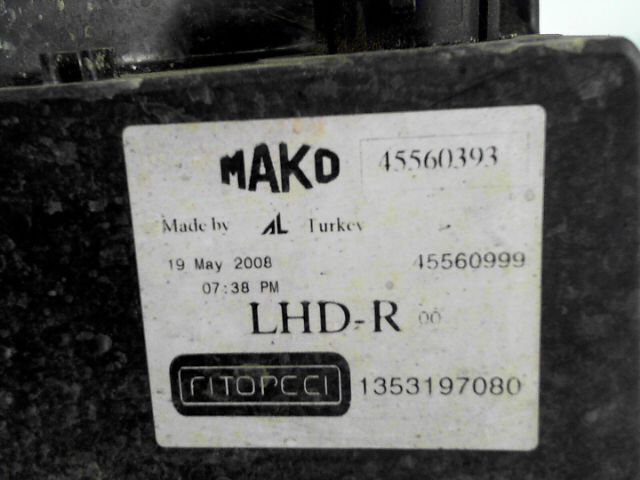 MAKO 45560393
Made by AL Turkey
19 May 2008 45560999
07:38 PM
LHD-R 00
1353197080